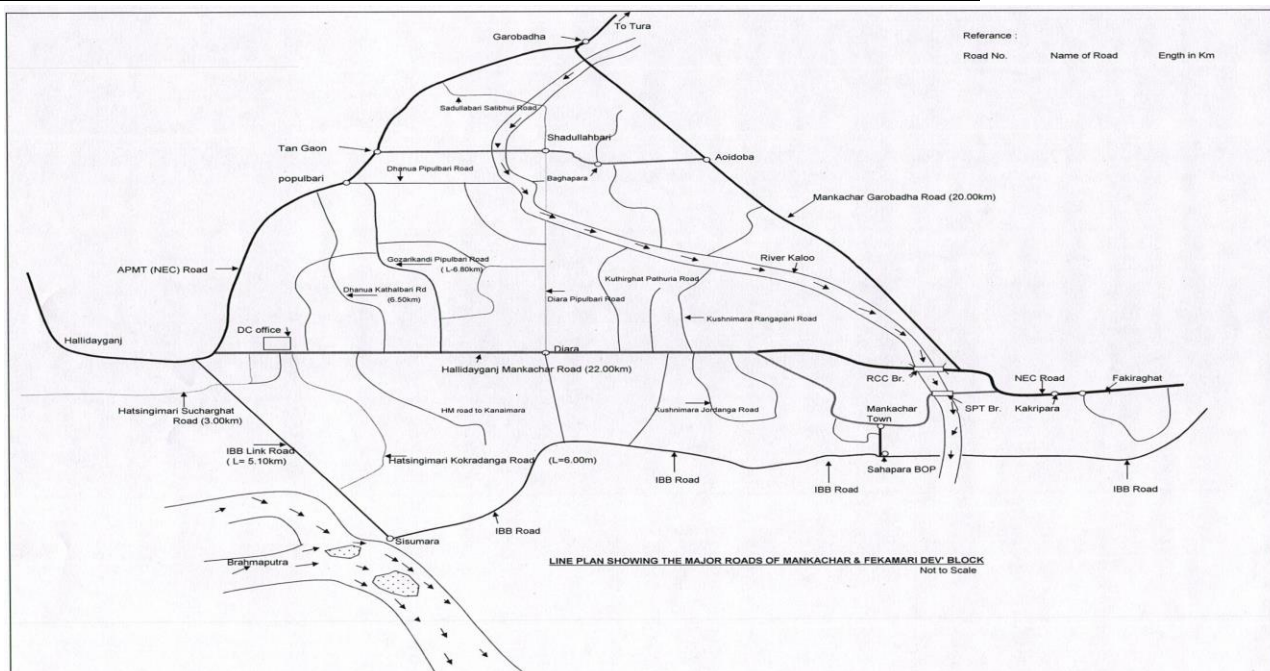 To Tura
Garobadha
Referance :
Road No. Name of Road Ength in Km
Sadullabari Salibhui Road
Shadullahbari
Tan Gaon
Aoidoba
Dhanua Pipulbari Road
Baghapara
populbari
Mankachar Garobadha Road (20.00km)
River Kaloo
APMT (NEC) Road
Gozarikandi Pipulban Road
( L-6.80km)
Kuthirghat Pathuria Road
Dhanua Kathalbari Rd
(6.50km)
Diara Pipulbari Road
Kushnimara Rangapani Road
DC office
Hallidayganj
Diara
Hallidayganj Mankachar Road (22.00km)
RCC Br.
NEC Road
Fakiraghat
Hatsingimari Sucharghat
Road (3.00km)
HM road to Kanaimara
Kushnimara Jordanga Road
Mankachar
Town
SPT Br.
Kakripara
IBB Link Road
( L= 5.10km)
Hatsingimari Kokradanga Road (L=6.00m)
Sahapara BOP
IBB Road
IBB Road
IBB Road
IBB Road
Sisumara
Brahmaputra
LINE PLAN SHOWING THE MAJOR ROADS OF MANKACHAR & FEKAMARI DEV' BLOCK
Not to Scale